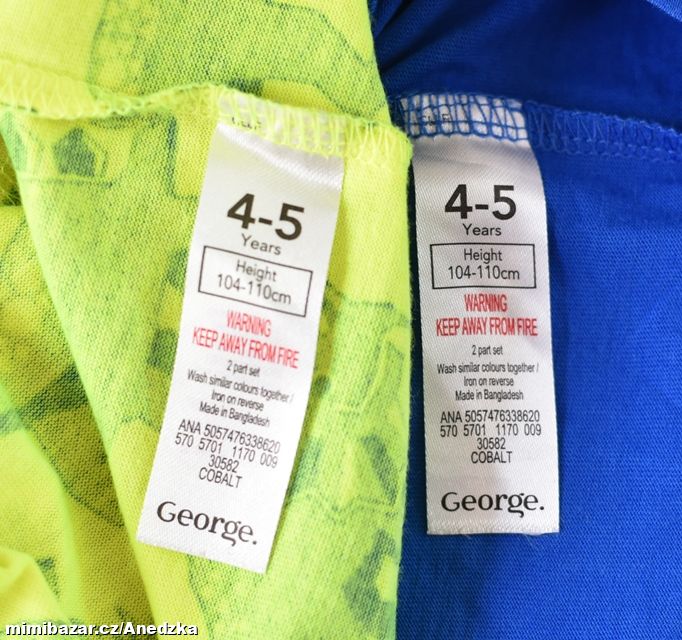 4-5
Years
Height
104-110cm
WARNING
KEEP AWAY FROM FIRE
2 part set
Wash similar colours together /
Iron on reverse
Made in Bangladesh
ANA 5057476338620
570 5701 1170 009
30582
COBALT
George.
4-5
Years
Height
104-110cm
WARNING
KEEP AWAY FROM FIRE
2 part set
Wash similar colours together /
Iron on reverse
Made in Bangladesh
ANA 5057476338620
570 5701 1170 009
30582
COBALT
George.
mimibazar.cz/Anedzka